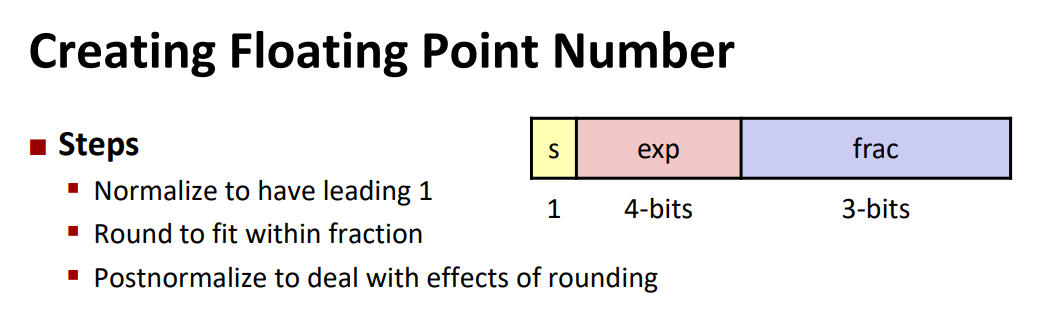 Creating Floating Point Number
Steps
Normalize to have leading 1
Round to fit within fraction
Postnormalize to deal with effects of rounding
s exp frac
1 4-bits 3-bits